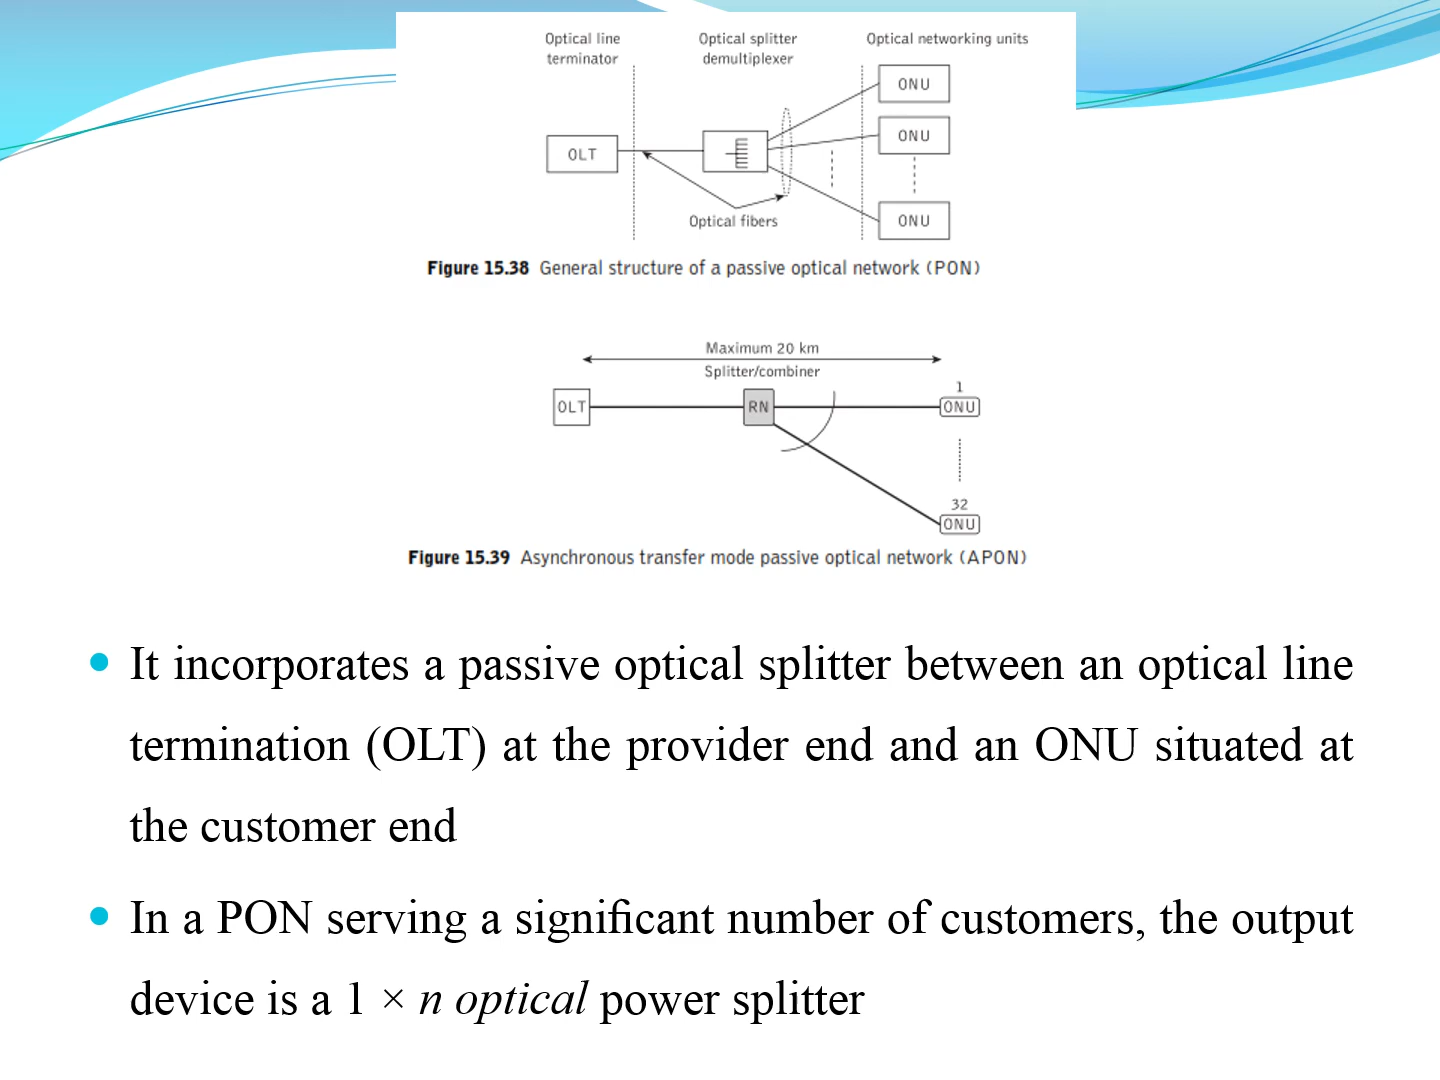 Optical line terminator
Optical splitter demultiplexer
Optical networking units
OLT
ONU
ONU
ONU
Optical fibers
Figure 15.38 General structure of a passive optical network (PON)
Maximum 20 km
Splitter/combiner
OLT
RN
1
ONU
32
ONU
Figure 15.39 Asynchronous transfer mode passive optical network (APON)
• It incorporates a passive optical splitter between an optical line
termination (OLT) at the provider end and an ONU situated at
the customer end
• In a PON serving a significant number of customers, the output
device is a 1 × n optical power splitter